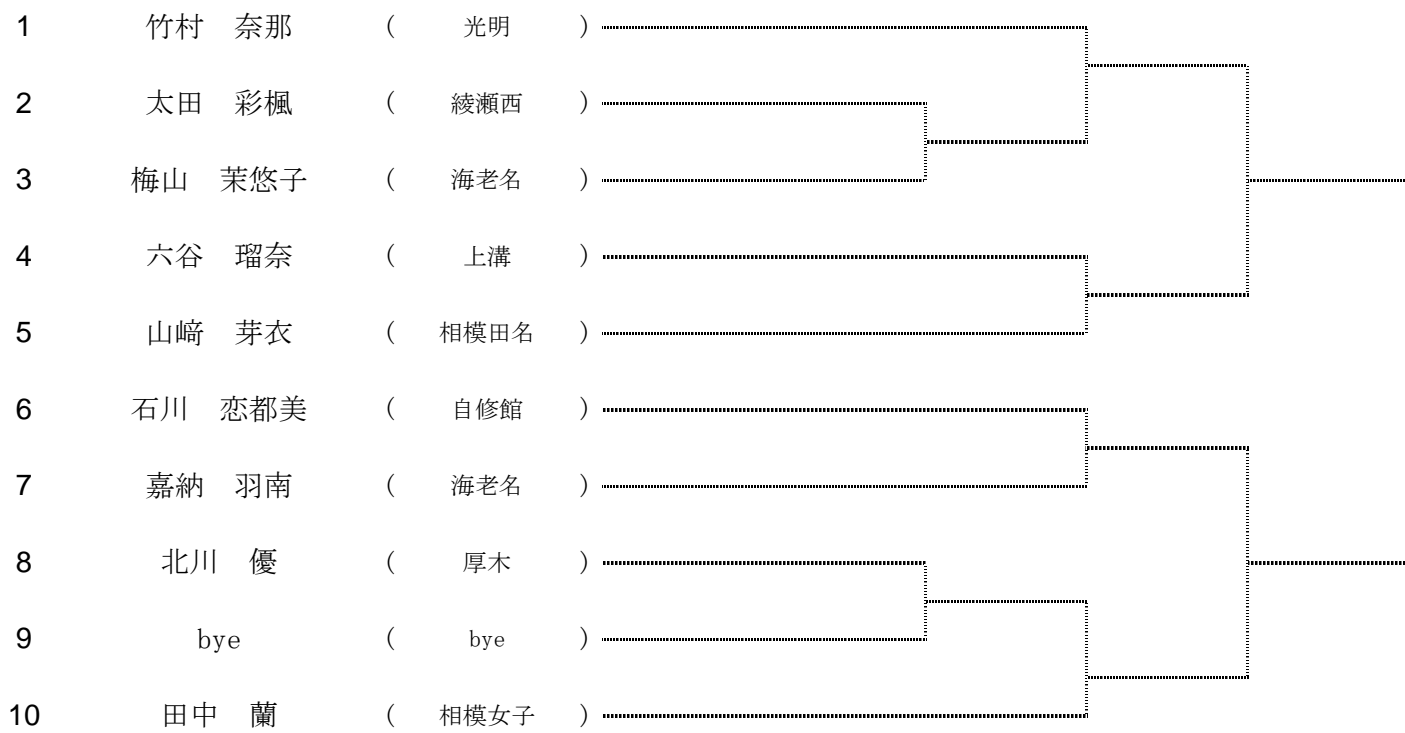 1 竹村 奈那 ( 光明 )
2 太田 彩楓 ( 綾瀬西 )
3 梅山 茉悠子 ( 海老名 )
4 六谷 瑠奈 ( 上溝 )
5 山﨑 芽衣 ( 相模田名 )
6 石川 恋都美 ( 自修館 )
7 嘉納 羽南 ( 海老名 )
8 北川 優 ( 厚木 )
9 bye ( bye )
10 田中 蘭 ( 相模女子 )